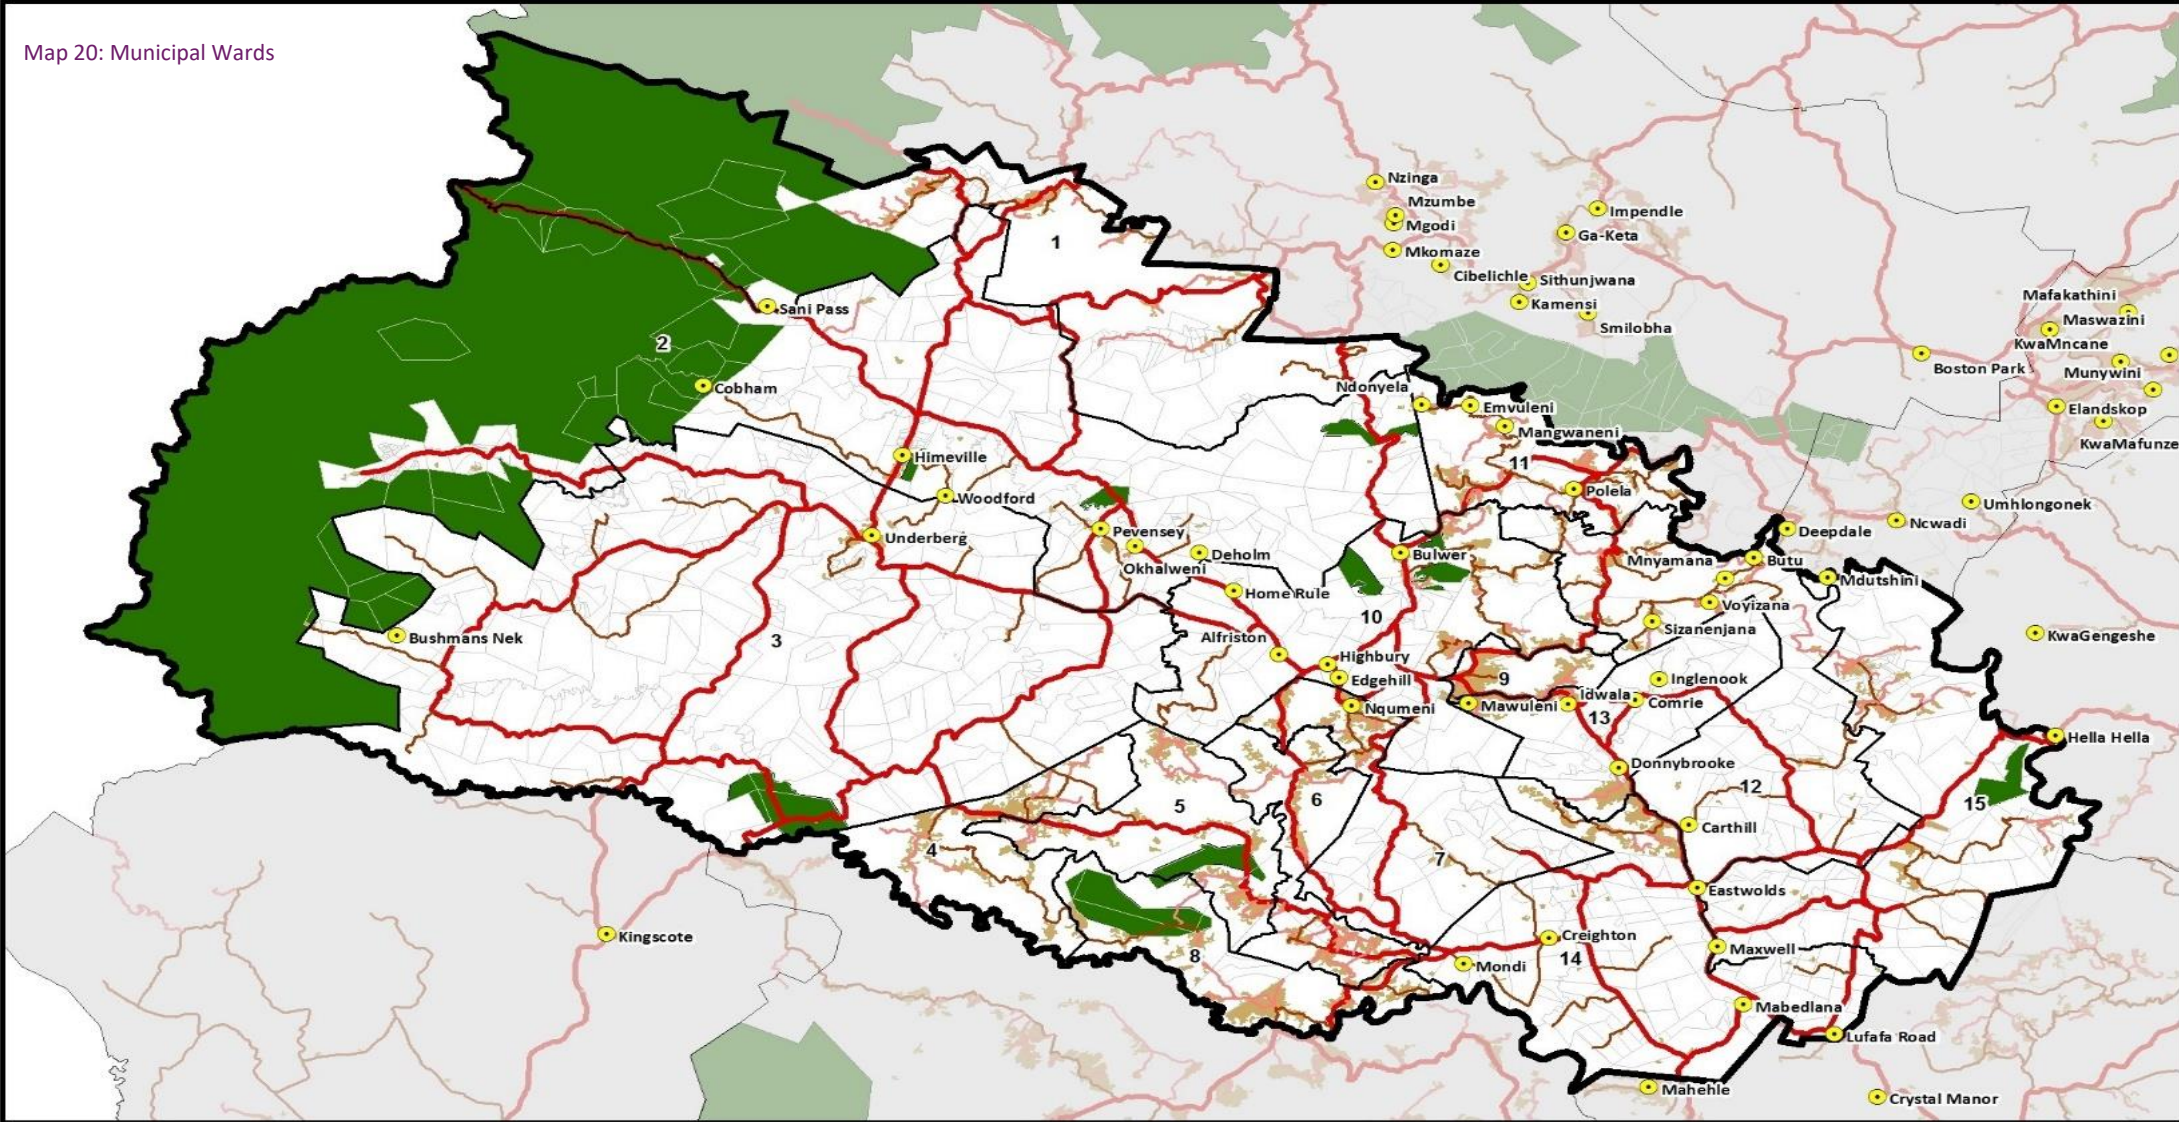 Map 20: Municipal Wards
Nzinga
Mzumbe
Impendle
Mgodi
Ga-Keta
1
Mkomaze
Cibelichle
Sithunjwana
Mafakathini
Kamensi
Sani Pass
Maswazini
Smilobha
2
KwaMncane
Boston Park
Munywini
Cobham
Ndonyela
Emvuleni
Elandskop
Mangwaneni
KwaMafunze
Himeville
11
Polela
Woodford
Umhlongonek
Ncwadi
Pevensey
Deepdale
Underberg
Deholm
Bulwer
Mnyamana
Butu
Okhalweni
Mdutshini
Home Rule
Voyizana
10
Sizanenjana
Bushmans Nek
3
Alfriston
KwaGengeshe
Highbury
Edgehill
9
Inglenook
Idwala
Nqumeni
Mawuleni
Comrie
13
Hella Hella
Donnybrooke
12
6
5
15
Carthill
4
7
Eastwolds
Kingscote
Creighton
Maxwell
8
14
Mondi
Mabedlana
Lufafa Road
Mahehle
Crystal Manor